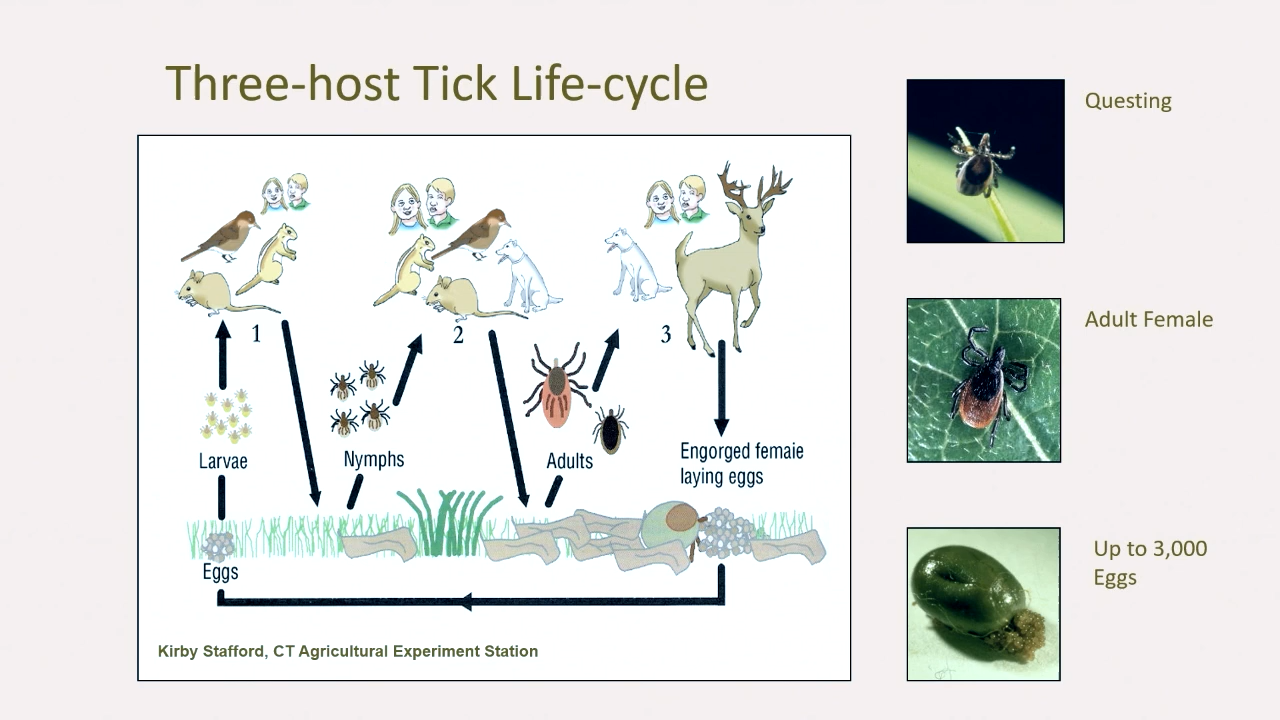 Three-host Tick Life-cycle
Questing
Adult Female
Up to 3,000
Eggs
1
2
3
Larvae
Nymphs
Adults
Engorged femaie
laying eggs
Eggs
Kirby Stafford, CT Agricultural Experiment Station